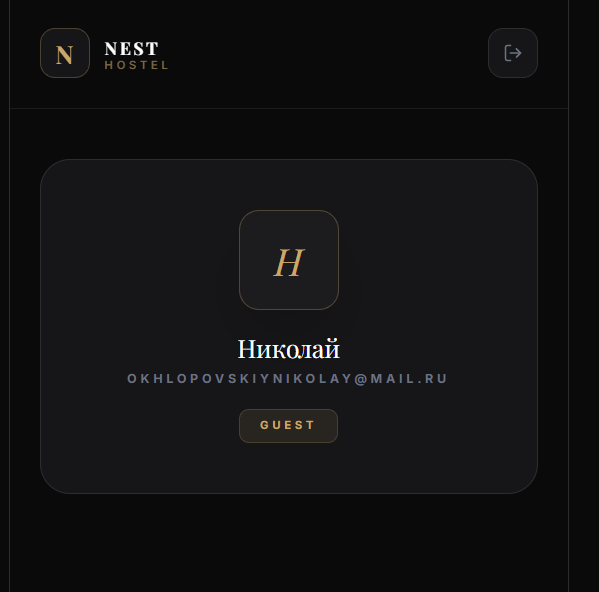 N
NEST
HOSTEL
Н
Николай
OKHLOPOVSKIYNIKOLAY@MAIL.RU
GUEST